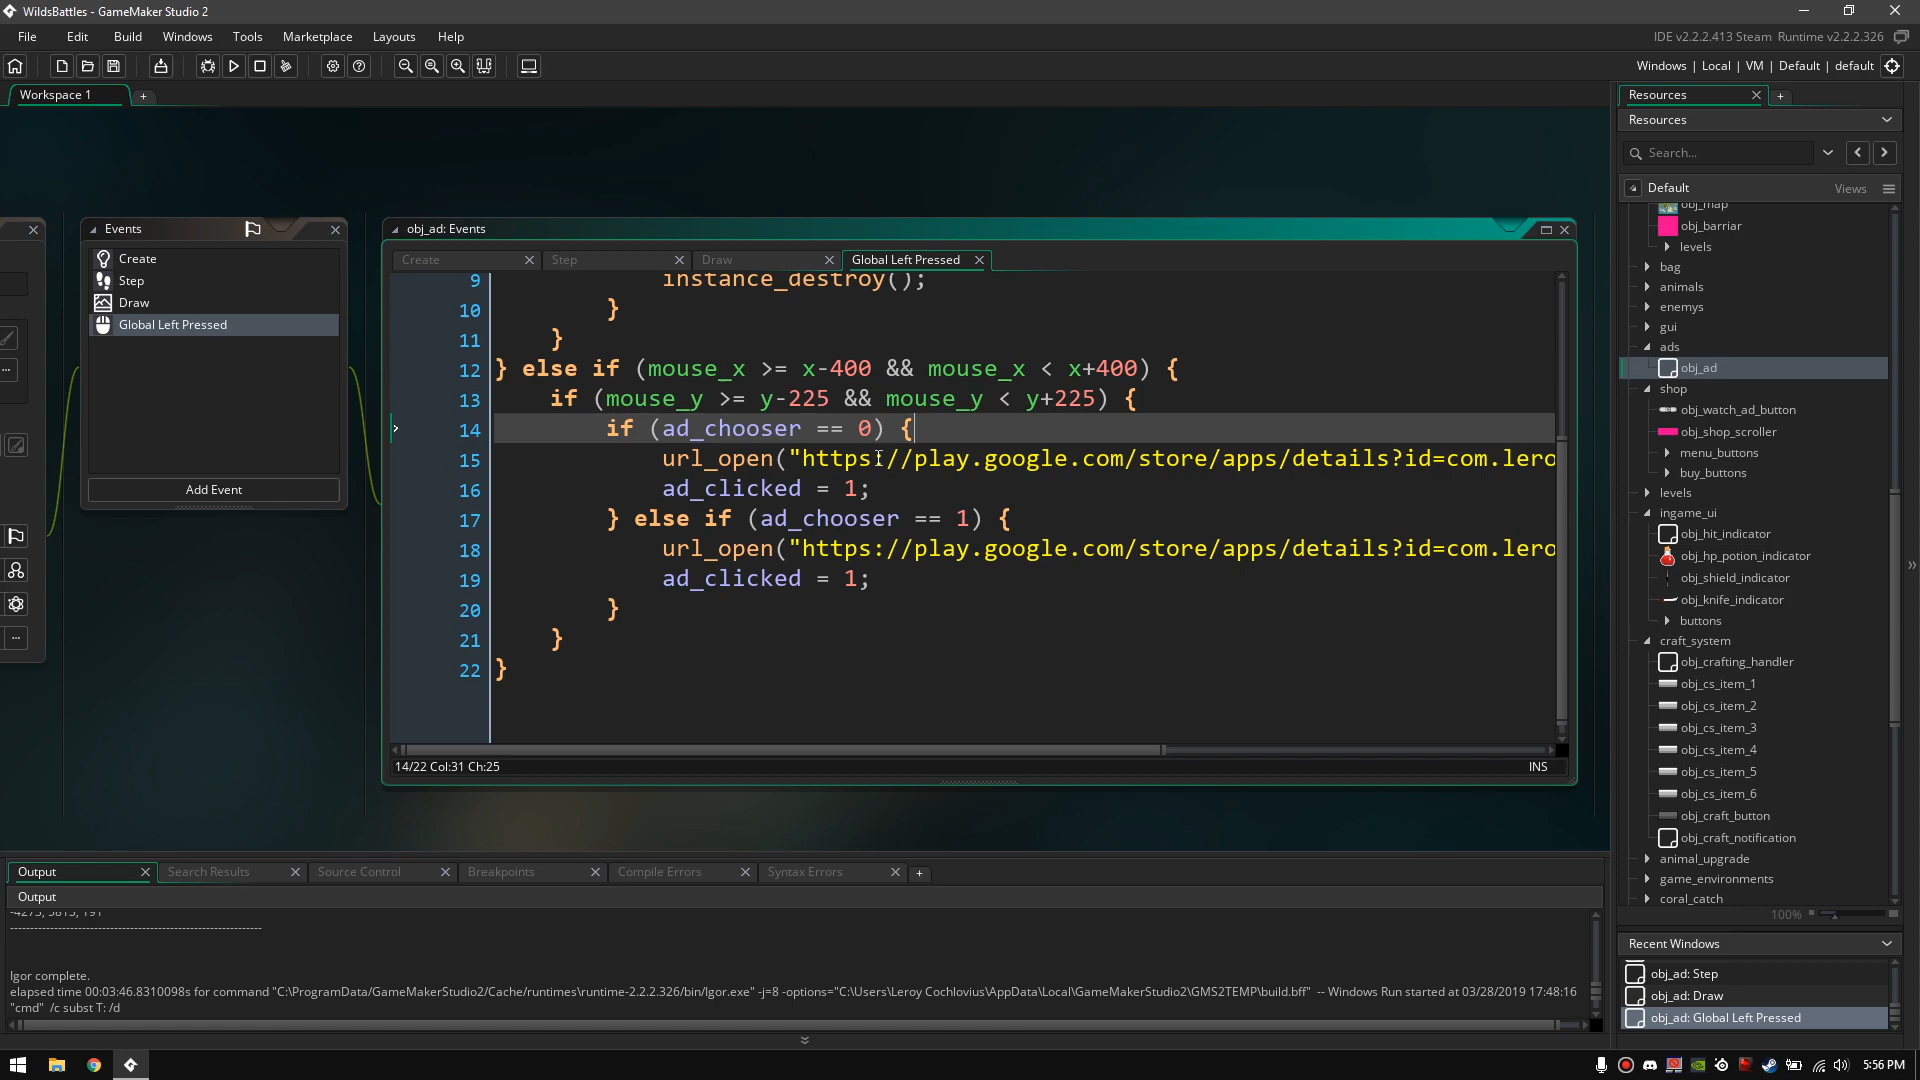 WildsBattles - GameMaker Studio 2
File Edit Build Windows Tools Marketplace Layouts Help
IDE v2.2.2.413 Steam Runtime v2.2.2.326
Windows | Local | VM | Default | default
Workspace 1
Resources
Resources
Search...
Default Views
obj_map
obj_barriar
levels
bag
animals
enemys
gui
ads
obj_ad
shop
obj_watch_ad_button
obj_shop_scroller
menu_buttons
buy_buttons
levels
ingame_ui
obj_hit_indicator
obj_hp_potion_indicator
obj_shield_indicator
obj_knife_indicator
buttons
craft_system
obj_crafting_handler
obj_cs_item_1
obj_cs_item_2
obj_cs_item_3
obj_cs_item_4
obj_cs_item_5
obj_cs_item_6
obj_craft_button
obj_craft_notification
animal_upgrade
game_environments
coral_catch
100%
Recent Windows
obj_ad: Step
obj_ad: Draw
obj_ad: Global Left Pressed
Events
Create
Step
Draw
Global Left Pressed
Add Event
obj_ad: Events
Create Step Draw Global Left Pressed
9 instance_destroy();
10 }
11 }
12 } else if (mouse_x >= x-400 && mouse_x < x+400) {
13 if (mouse_y >= y-225 && mouse_y < y+225) {
14 if (ad_chooser == 0) {
15 url_open("https://play.google.com/store/apps/details?id=com.lero
16 ad_clicked = 1;
17 } else if (ad_chooser == 1) {
18 url_open("https://play.google.com/store/apps/details?id=com.lero
19 ad_clicked = 1;
20 }
21 }
22 }
14/22 Col:31 Ch:25 INS
Output Search Results Source Control Breakpoints Compile Errors Syntax Errors
Output
-4275, 5815, 191
--------------------------------------------------------------
Igor complete.
elapsed time 00:03:46.8310098s for command "C:\ProgramData/GameMakerStudio2/Cache/runtimes\runtime-2.2.2.326/bin/Igor.exe" -j=8 -options="C:\Users\Leroy Cochlovius\AppData\Local\GameMakerStudio2\GMS2TEMP\build.bff" -- Windows Run started at 03/28/2019 17:48:16
"cmd" /c subst T: /d
5:56 PM